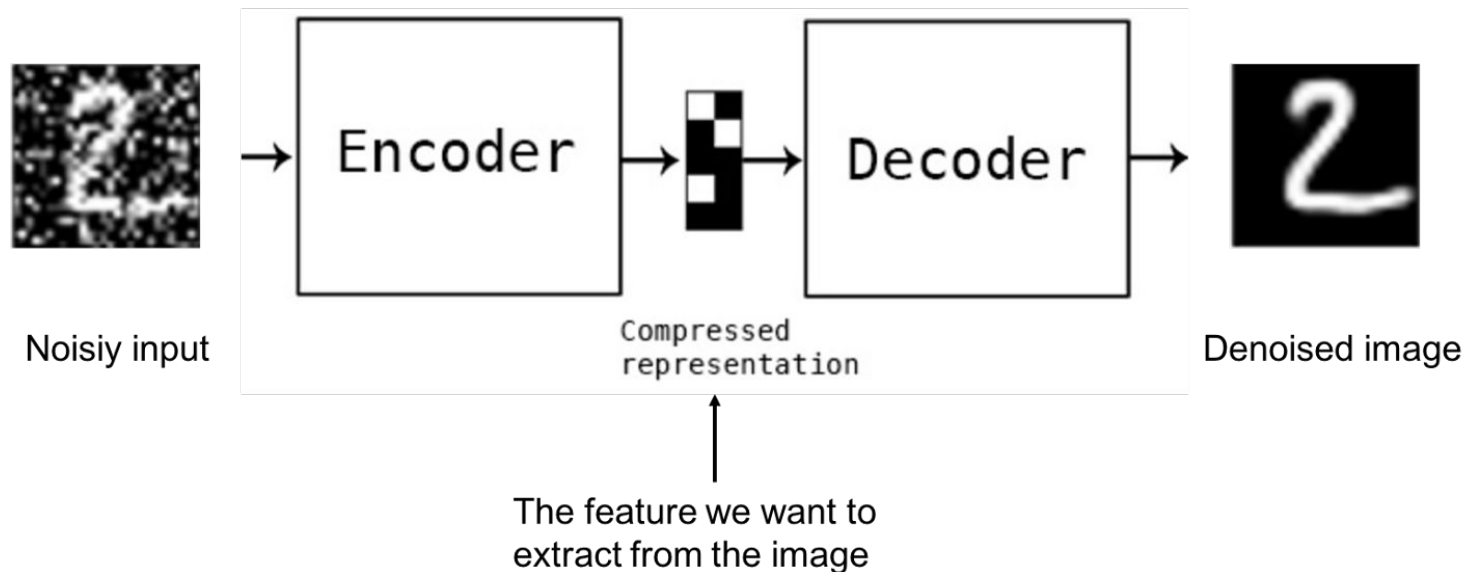 Encoder
Decoder
Noisiy input
Compressed
representation
Denoised image
The feature we want to
extract from the image